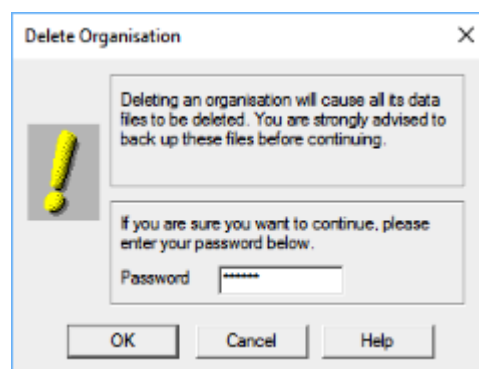 Delete Organisation
Deleting an organisation will cause all its data
files to be deleted. You are strongly advised to
back up these files before continuing.
If you are sure you want to continue, please
enter your password below.
Password ******
OK Cancel Help